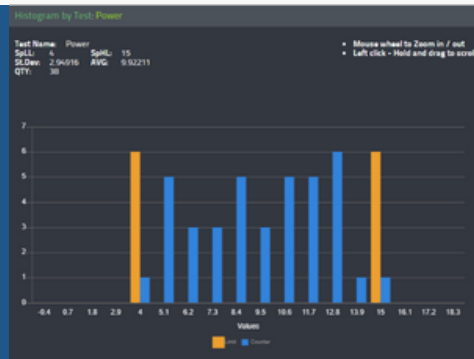 Histogram by Test: Power
Test Name: Power
SpLL: 4 SpHL: 15
St.Dev: 2.94916 AVG: 9.92211
QTY: 38
• Mouse wheel to Zoom in / out
• Left click - Hold and drag to scrol
7
6
5
4
3
2
1
0
-0.4 0.7 1.8 2.9 4 5.1 6.2 7.3 8.4 9.5 10.6 11.7 12.8 13.9 15 16.1 17.2 18.3
Values
Limit Counter